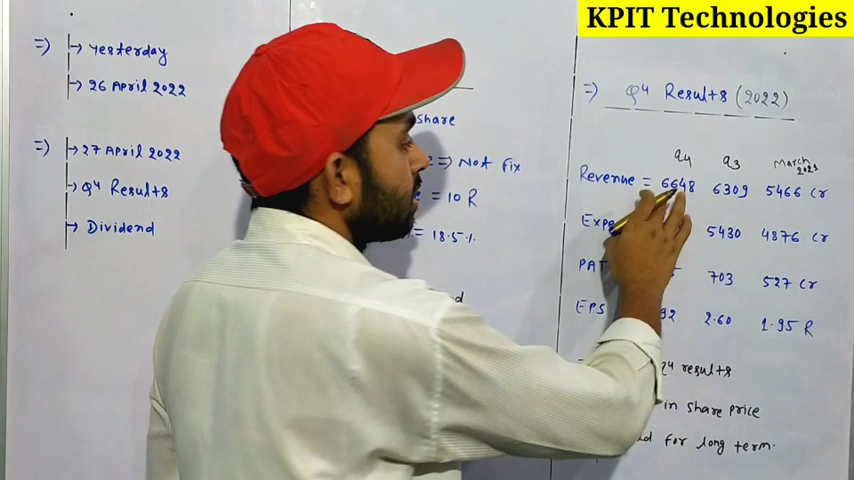 KPIT Technologies
=> → Yesterday
→ 26 April 2022
=> → 27 April 2022
→ Q4 Results
→ Dividend
share
=> Not Fix
= 10 R
= 18.5%
=> Q4 Results (2022)
Q4 Q3 March 2021
Revenue = 6648 6309 5466 Cr
Expe 5430 4876 Cr
PAT 703 527 Cr
EPS 92 2.60 1.95 R
Q4 results
in share price
for long term.